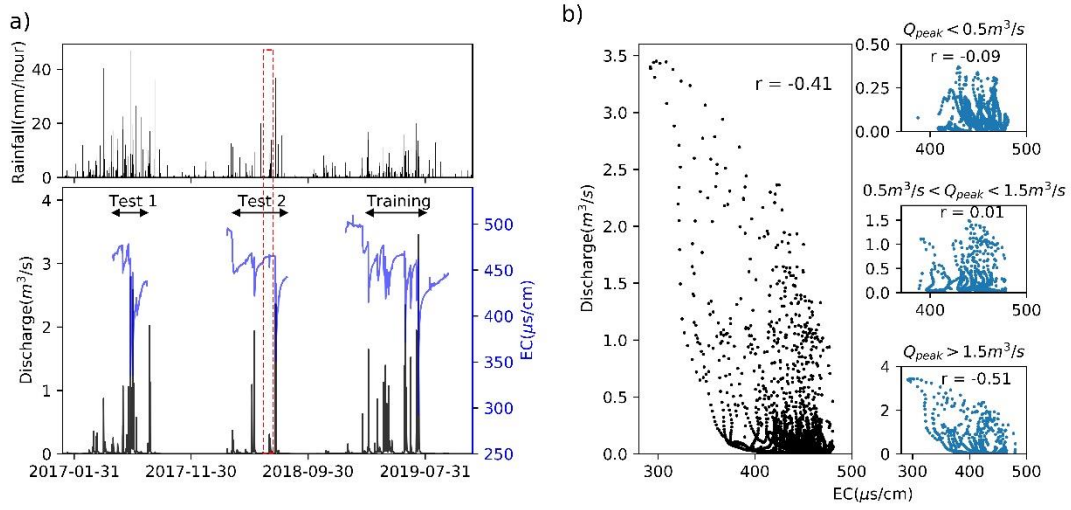 a)
Rainfall(mm/hour)
40
20
0
Test 1
Test 2
Training
Discharge(m³/s)
4
3
2
1
0
500
450
400
350
300
250
EC(μs/cm)
2017-01-31
2017-11-30
2018-09-30
2019-07-31
b)
r = -0.41
Discharge(m³/s)
3.5
3.0
2.5
2.0
1.5
1.0
0.5
0.0
300
400
500
EC(μs/cm)
Q_peak < 0.5m³/s
r = -0.09
0.50
0.25
0.00
400
500
0.5m³/s < Q_peak < 1.5m³/s
r = 0.01
1.5
1.0
0.5
0.0
400
500
Q_peak > 1.5m³/s
r = -0.51
4
2
0
300
400
500